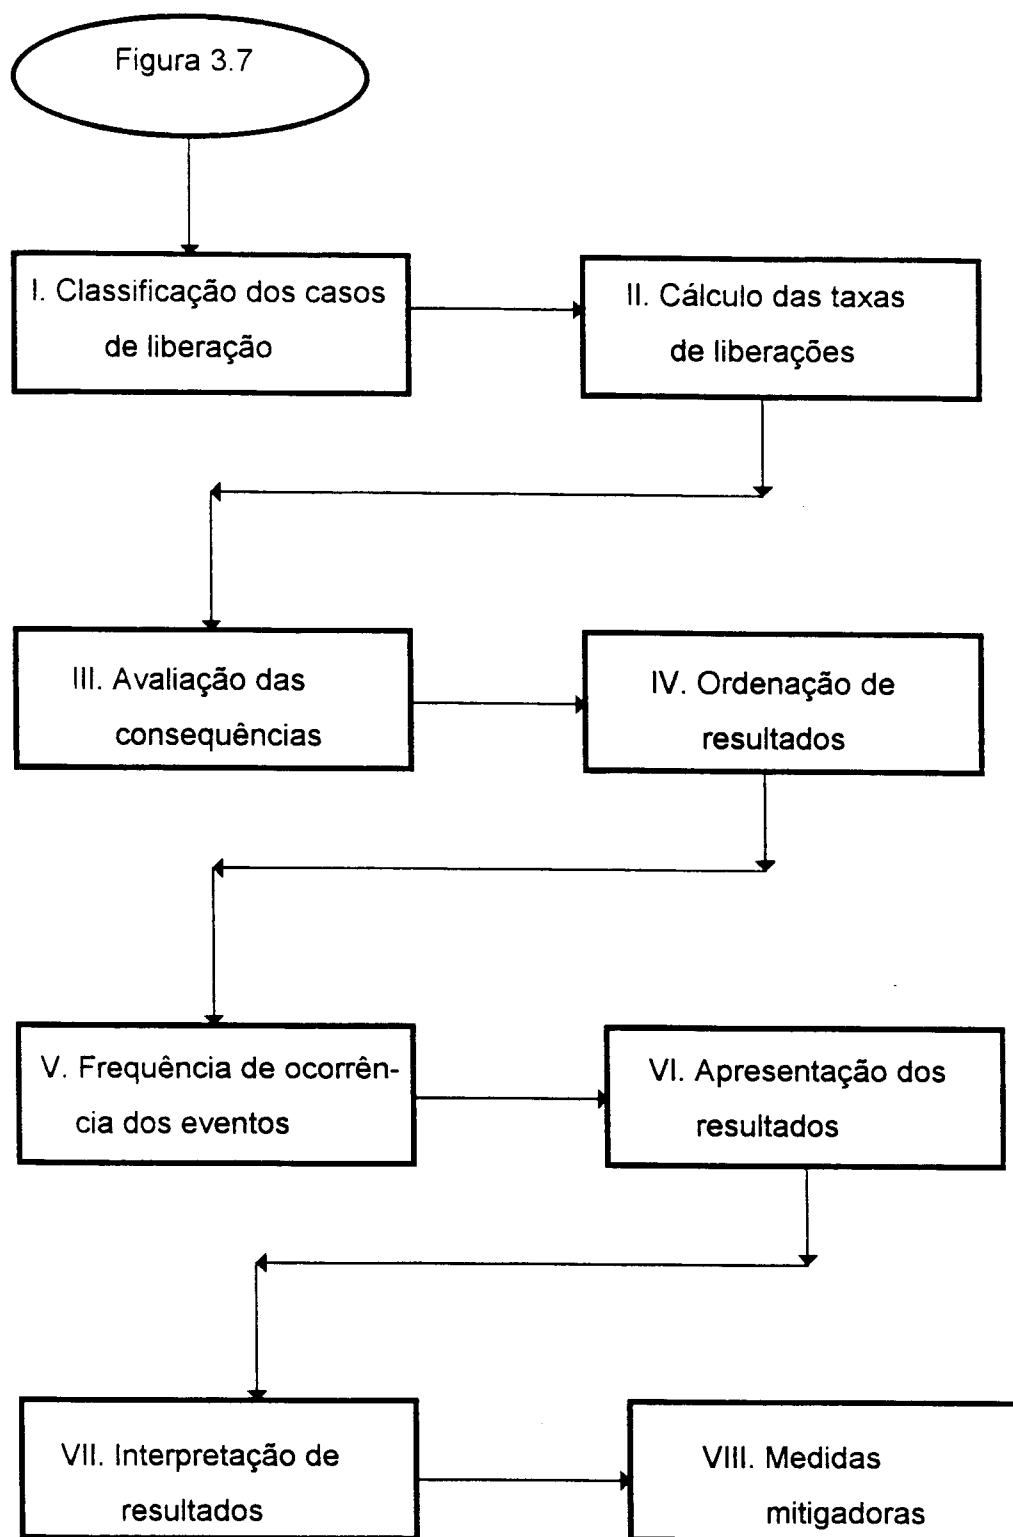 Figura 3.7
I. Classificação dos casos
de liberação
II. Cálculo das taxas
de liberações
III. Avaliação das
consequências
IV. Ordenação de
resultados
V. Frequência de ocorrên-
cia dos eventos
VI. Apresentação dos
resultados
VII. Interpretação de
resultados
VIII. Medidas
mitigadoras